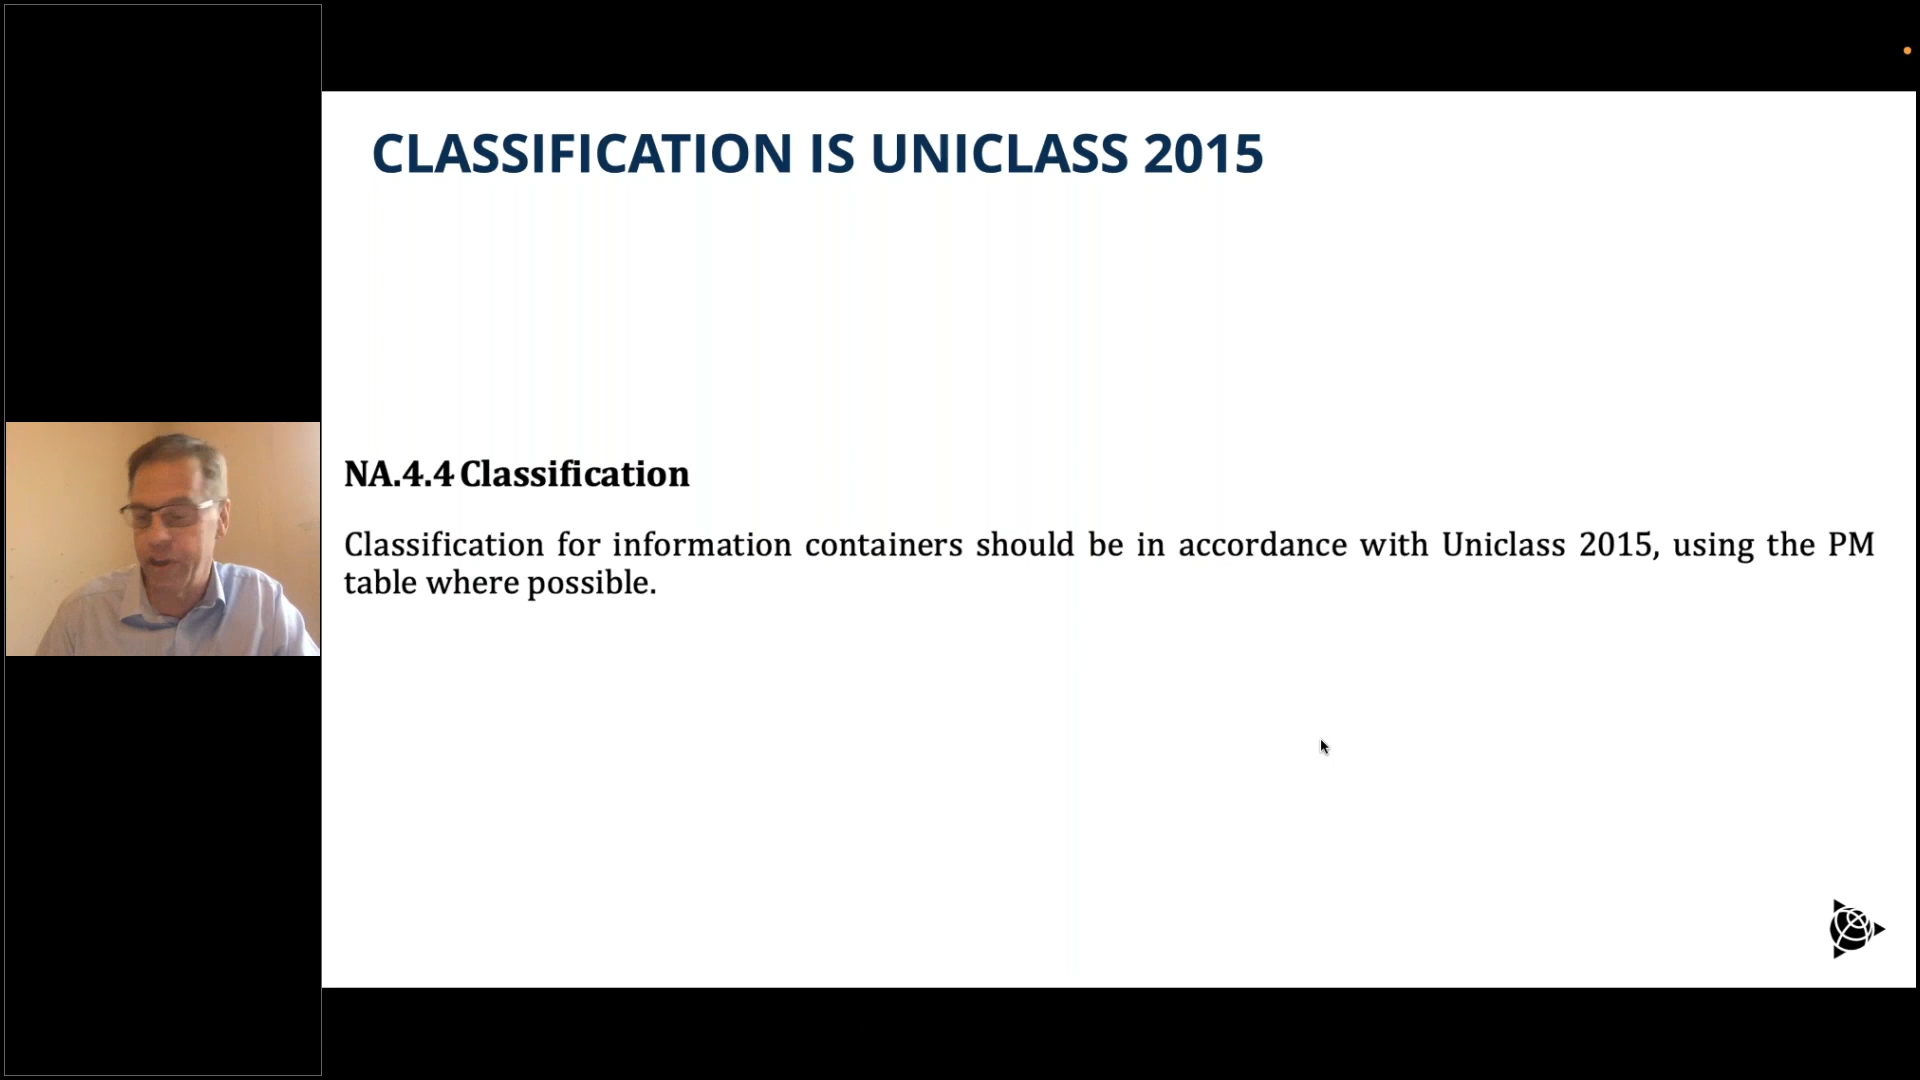 CLASSIFICATION IS UNICLASS 2015
NA.4.4 Classification
Classification for information containers should be in accordance with Uniclass 2015, using the PM
table where possible.